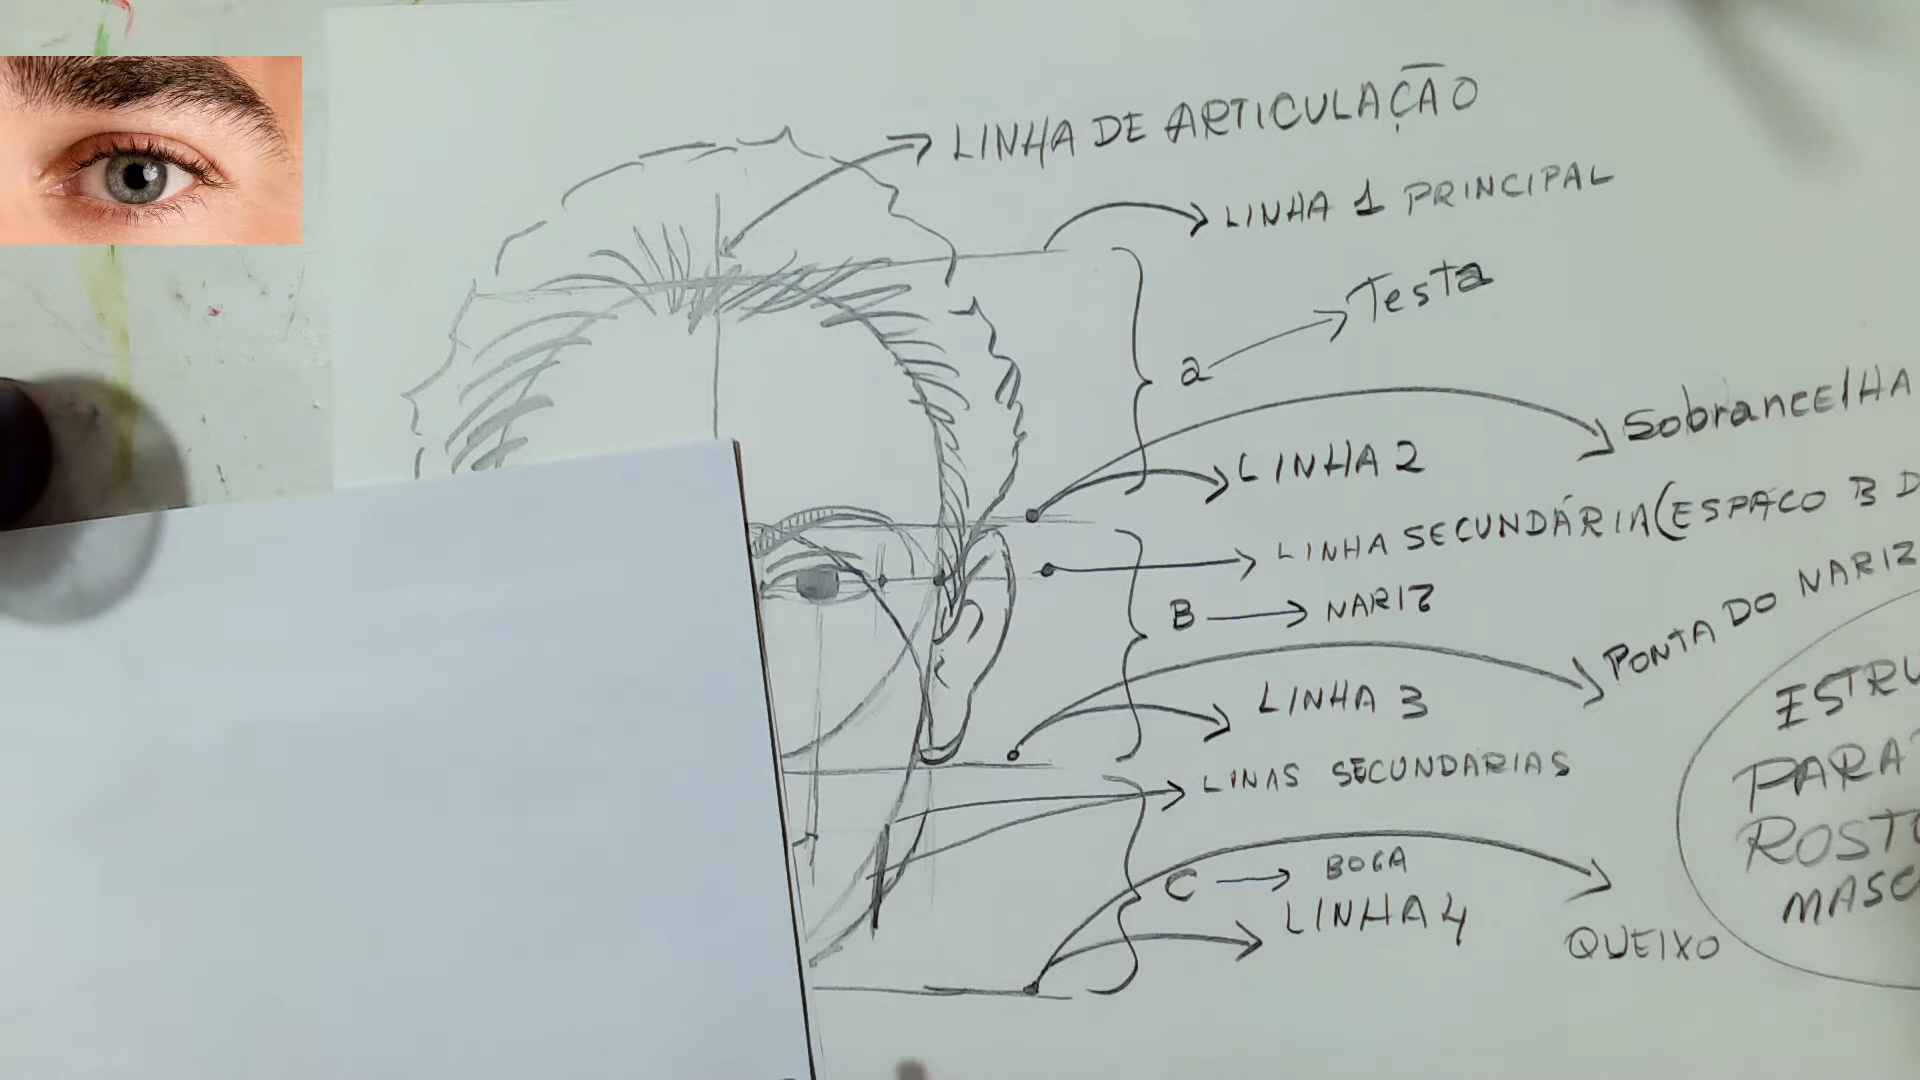 LINHA DE ARTICULAÇÃO
LINHA 1 PRINCIPAL
a Testa
SobrancelHA
LINHA 2
LINHA SECUNDÁRIA (ESPAÇO B D
B NARIZ
PONTA DO NARIZ
LINHA 3
LINAS SECUNDARIAS
C BOCA
LINHA 4
QUEIXO
ESTRU
PARA
ROSTO
MASC